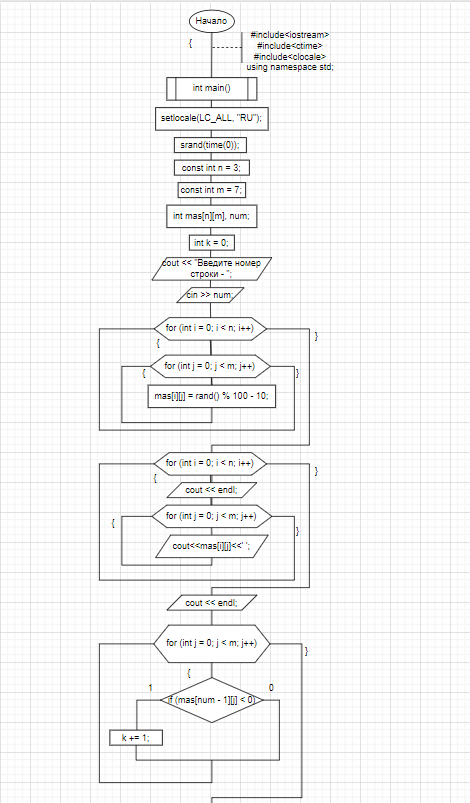 Начало
{
#include<iostream>
#include<ctime>
#include<clocale>
using namespace std;
int main()
setlocale(LC_ALL, "RU");
srand(time(0));
const int n = 3;
const int m = 7;
int mas[n][m], num;
int k = 0;
cout << "Введите номер
строки - ";
cin >> num;
for (int i = 0; i < n; i++)
}
{
for (int j = 0; j < m; j++)
{
}
mas[i][j] = rand() % 100 - 10;
for (int i = 0; i < n; i++)
}
{
cout << endl;
for (int j = 0; j < m; j++)
{
}
cout<<mas[i][j]<<' ';
cout << endl;
for (int j = 0; j < m; j++)
}
{
1
0
if (mas[num - 1][j] < 0)
k += 1;